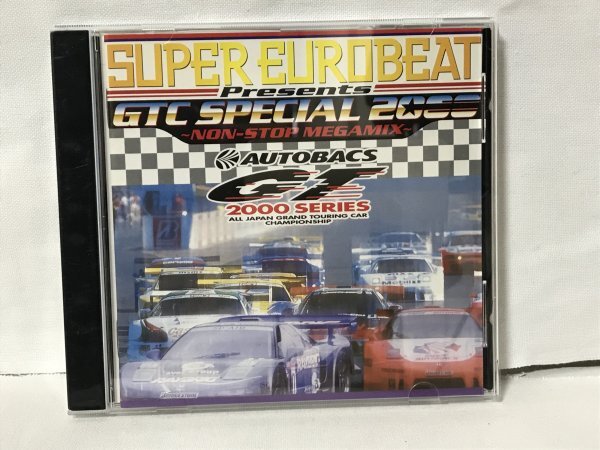 SUPER EUROBEAT
Presents
GTC SPECIAL 2000
~NON-STOP MEGAMIX~
AUTOBACS
GT
2000 SERIES
ALL JAPAN GRAND TOURING CAR
CHAMPIONSHIP